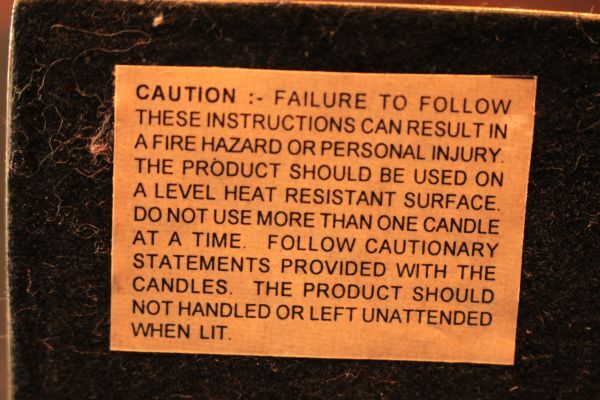 CAUTION :- FAILURE TO FOLLOW
THESE INSTRUCTIONS CAN RESULT IN
A FIRE HAZARD OR PERSONAL INJURY.
THE PRODUCT SHOULD BE USED ON
A LEVEL HEAT RESISTANT SURFACE.
DO NOT USE MORE THAN ONE CANDLE
AT A TIME. FOLLOW CAUTIONARY
STATEMENTS PROVIDED WITH THE
CANDLES. THE PRODUCT SHOULD
NOT HANDLED OR LEFT UNATTENDED
WHEN LIT.